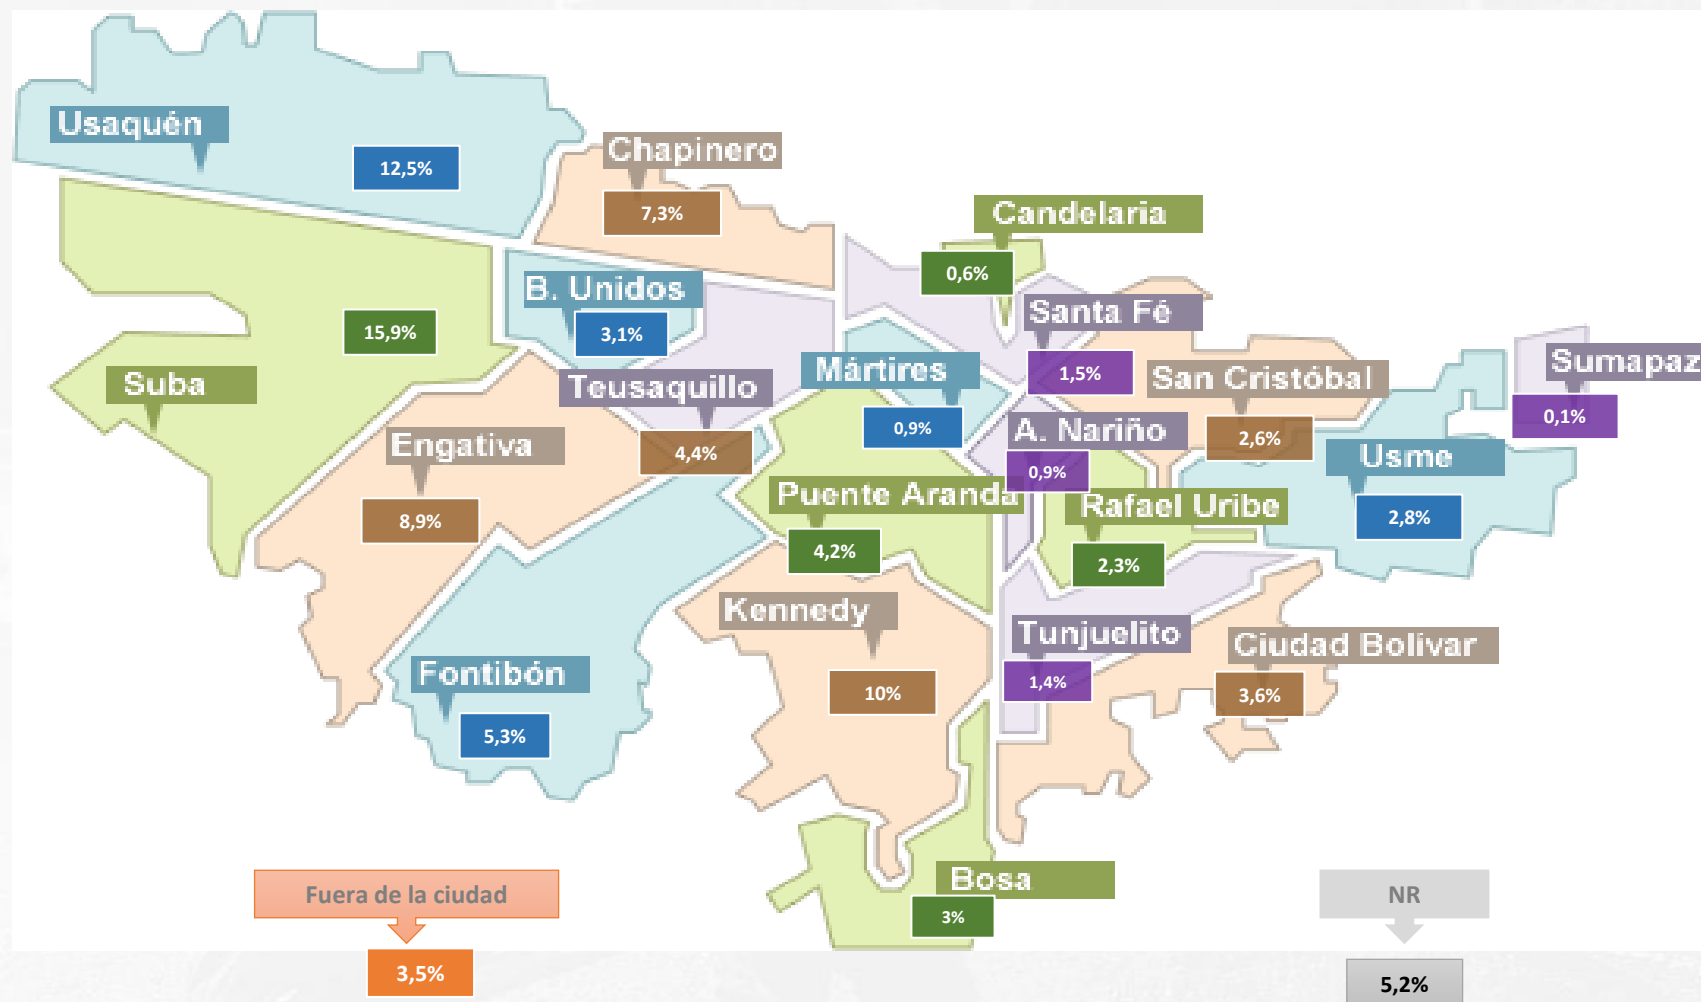 Usaquén
12,5%
Chapinero
7,3%
Candelaria
0,6%
B. Unidos
3,1%
Santa Fé
1,5%
Suba
15,9%
Teusaquillo
4,4%
Mártires
0,9%
San Cristóbal
2,6%
Sumapaz
0,1%
Engativa
8,9%
A. Nariño
0,9%
Usme
2,8%
Puente Aranda
4,2%
Rafael Uribe
2,3%
Kennedy
10%
Tunjuelito
1,4%
Ciudad Bolívar
3,6%
Fontibón
5,3%
Bosa
3%
Fuera de la ciudad
3,5%
NR
5,2%